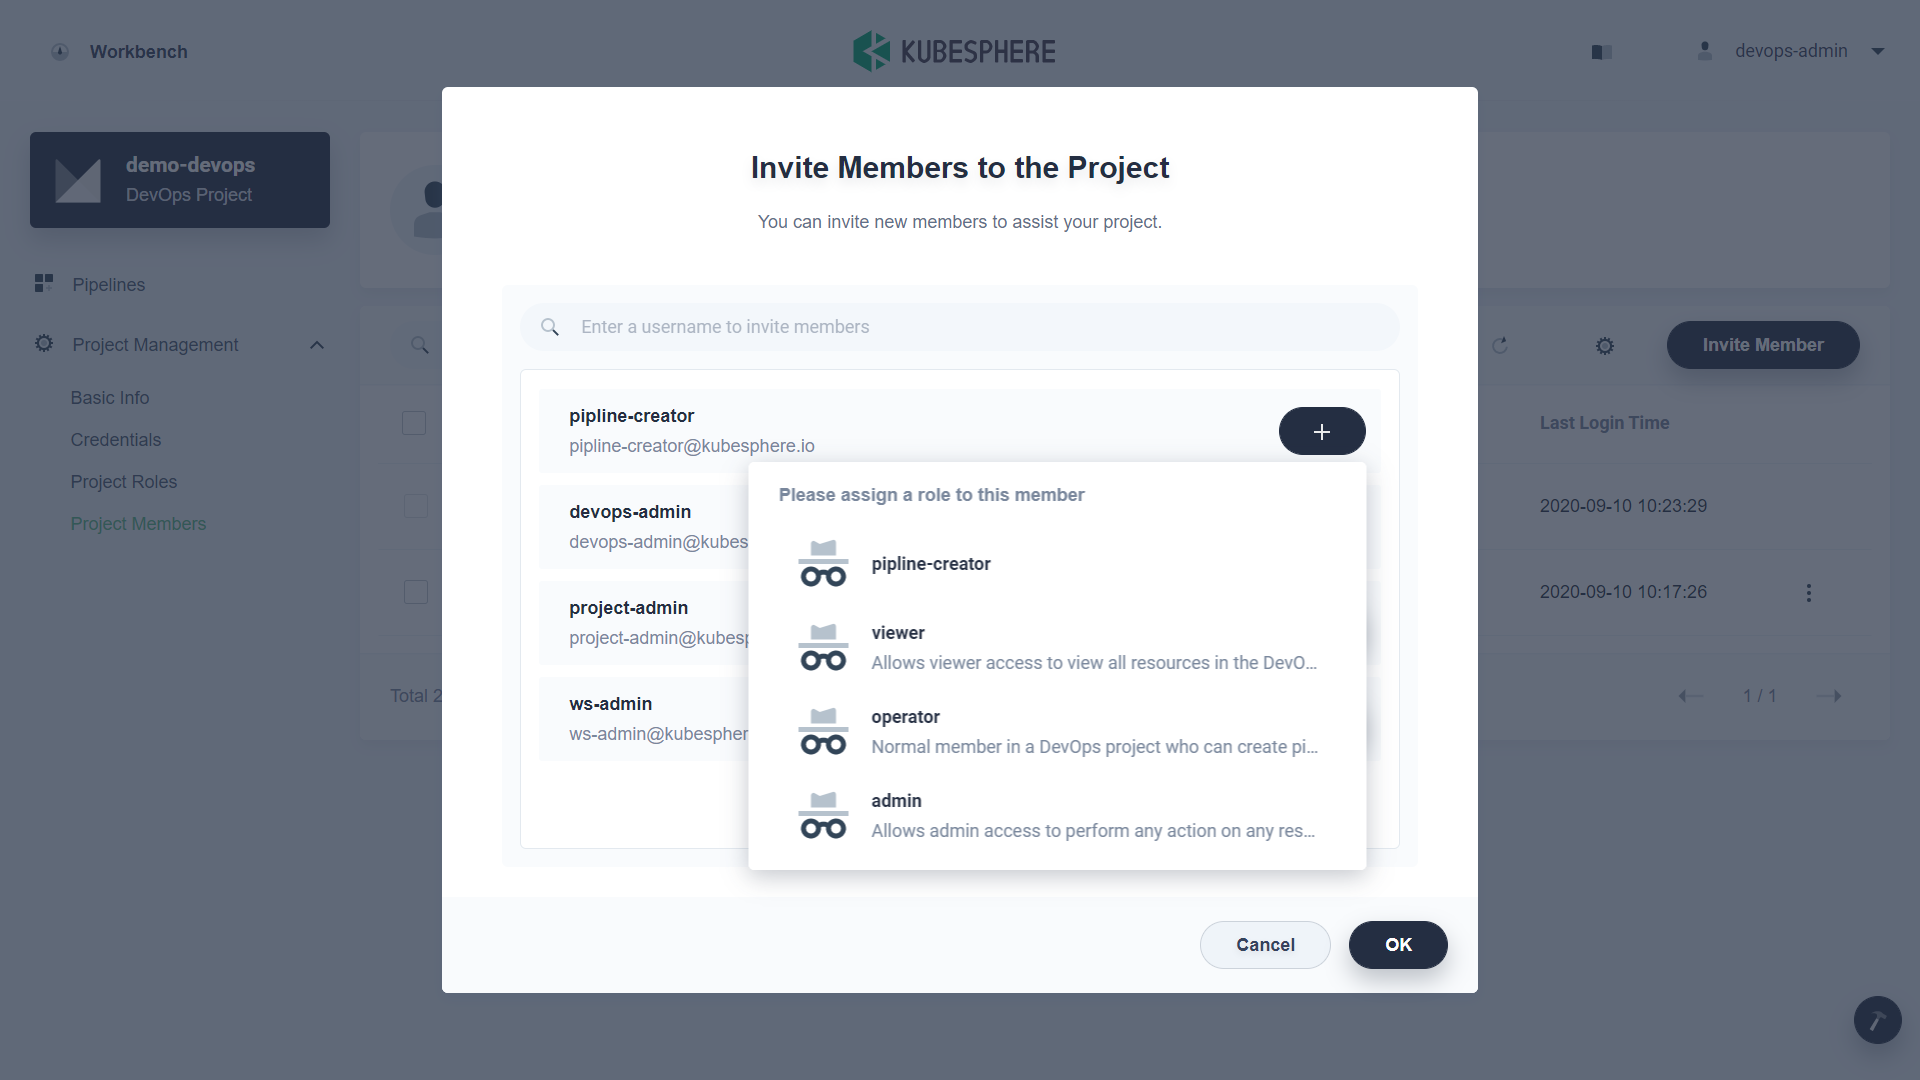 Workbench
KUBESPHERE
devops-admin
demo-devops
DevOps Project
Pipelines
Project Management
Basic Info
Credentials
Project Roles
Project Members
Invite Members to the Project
You can invite new members to assist your project.
Enter a username to invite members
pipline-creator
pipline-creator@kubesphere.io
devops-admin
devops-admin@kubes
project-admin
project-admin@kubesp
ws-admin
ws-admin@kubespher
Please assign a role to this member
pipline-creator
viewer
Allows viewer access to view all resources in the DevO...
operator
Normal member in a DevOps project who can create pi...
admin
Allows admin access to perform any action on any res...
Cancel
OK
Invite Member
Last Login Time
2020-09-10 10:23:29
2020-09-10 10:17:26
Total 2
1 / 1